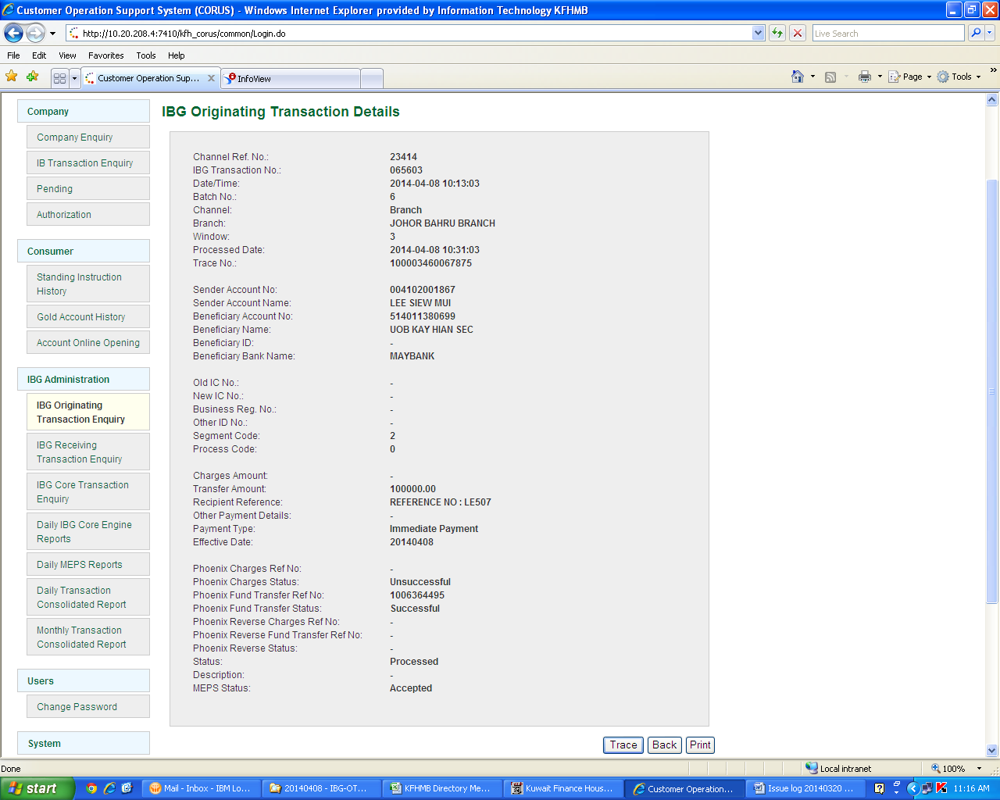 Customer Operation Support System (CORUS) - Windows Internet Explorer provided by Information Technology KFHMB
http://10.20.208.4:7410/kfh_corus/common/Login.do
Live Search
File Edit View Favorites Tools Help
Customer Operation Sup...
InfoView
Page
Tools
Company
Company Enquiry
IB Transaction Enquiry
Pending
Authorization
Consumer
Standing Instruction
History
Gold Account History
Account Online Opening
IBG Administration
IBG Originating
Transaction Enquiry
IBG Receiving
Transaction Enquiry
IBG Core Transaction
Enquiry
Daily IBG Core Engine
Reports
Daily MEPS Reports
Daily Transaction
Consolidated Report
Monthly Transaction
Consolidated Report
Users
Change Password
System
IBG Originating Transaction Details
Channel Ref. No.: 23414
IBG Transaction No.: 065603
Date/Time: 2014-04-08 10:13:03
Batch No.: 6
Channel: Branch
Branch: JOHOR BAHRU BRANCH
Window: 3
Processed Date: 2014-04-08 10:31:03
Trace No.: 100003460067875
Sender Account No: 004102001867
Sender Account Name: LEE SIEW MUI
Beneficiary Account No: 514011380699
Beneficiary Name: UOB KAY HIAN SEC
Beneficiary ID: -
Beneficiary Bank Name: MAYBANK
Old IC No.: -
New IC No.: -
Business Reg. No.: -
Other ID No.: -
Segment Code: 2
Process Code: 0
Charges Amount: -
Transfer Amount: 100000.00
Recipient Reference: REFERENCE NO : LE507
Other Payment Details: -
Payment Type: Immediate Payment
Effective Date: 20140408
Phoenix Charges Ref No: -
Phoenix Charges Status: Unsuccessful
Phoenix Fund Transfer Ref No: 1006364495
Phoenix Fund Transfer Status: Successful
Phoenix Reverse Charges Ref No: -
Phoenix Reverse Fund Transfer Ref No: -
Phoenix Reverse Status: -
Status: Processed
Description: -
MEPS Status: Accepted
Trace Back Print
Done
Local intranet
100%
start
Mail - Inbox - IBM Lo...
20140408 - IBG-OT...
KFHMB Directory Me...
Kuwait Finance Hous...
Customer Operation...
Issue log 20140320 ...
11:16 AM